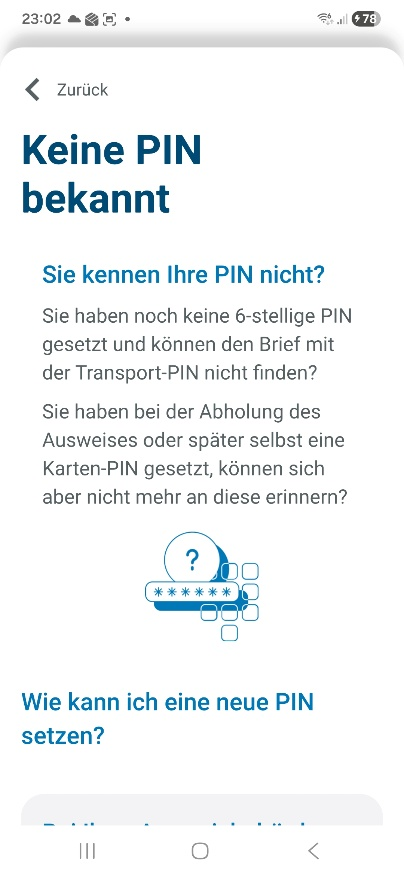 23:02
78
Zurück
Keine PIN
bekannt
Sie kennen Ihre PIN nicht?
Sie haben noch keine 6-stellige PIN
gesetzt und können den Brief mit
der Transport-PIN nicht finden?
Sie haben bei der Abholung des
Ausweises oder später selbst eine
Karten-PIN gesetzt, können sich
aber nicht mehr an diese erinnern?
?
******
Wie kann ich eine neue PIN
setzen?